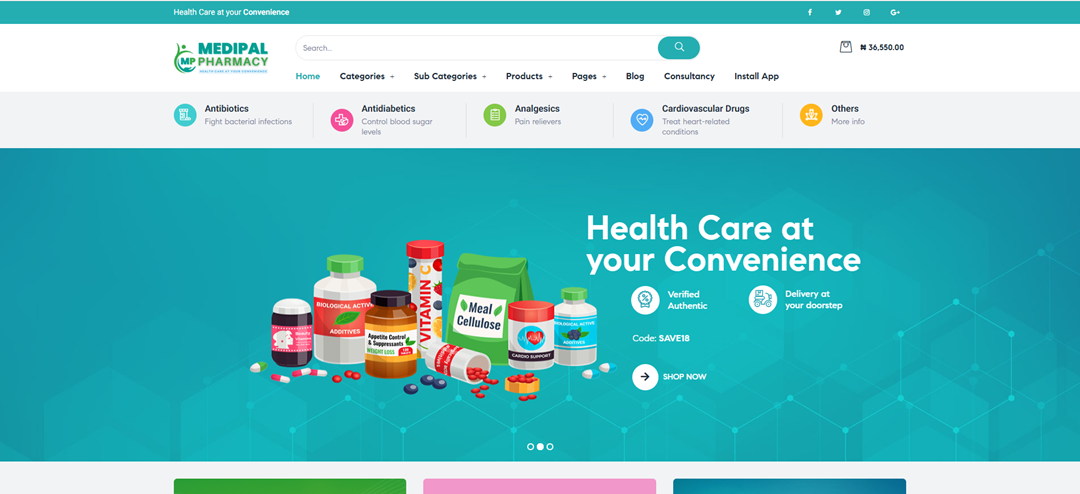 Health Care at your Convenience
G+
MEDIPAL
MP PHARMACY
HEALTH CARE AT YOUR CONVENIENCE
Search...
₦ 36,550.00
Home
Categories +
Sub Categories +
Products +
Pages +
Blog
Consultancy
Install App
Antibiotics
Fight bacterial infections
Antidiabetics
Control blood sugar
levels
Analgesics
Pain relievers
Cardiovascular Drugs
Treat heart-related
conditions
Others
More info
Health Care at
your Convenience
Verified
Authentic
Delivery at
your doorstep
Code: SAVE18
SHOP NOW
BIOLOGICAL ACTIVE
ADDITIVES
Beauty
vitamins
Appetite Control
& Suppressants
WEIGHT LOSS
VITAMIN C
Meal
Cellulose
CARDIO SUPPORT
BIOLOGICAL ACTIVE
ADDITIVES